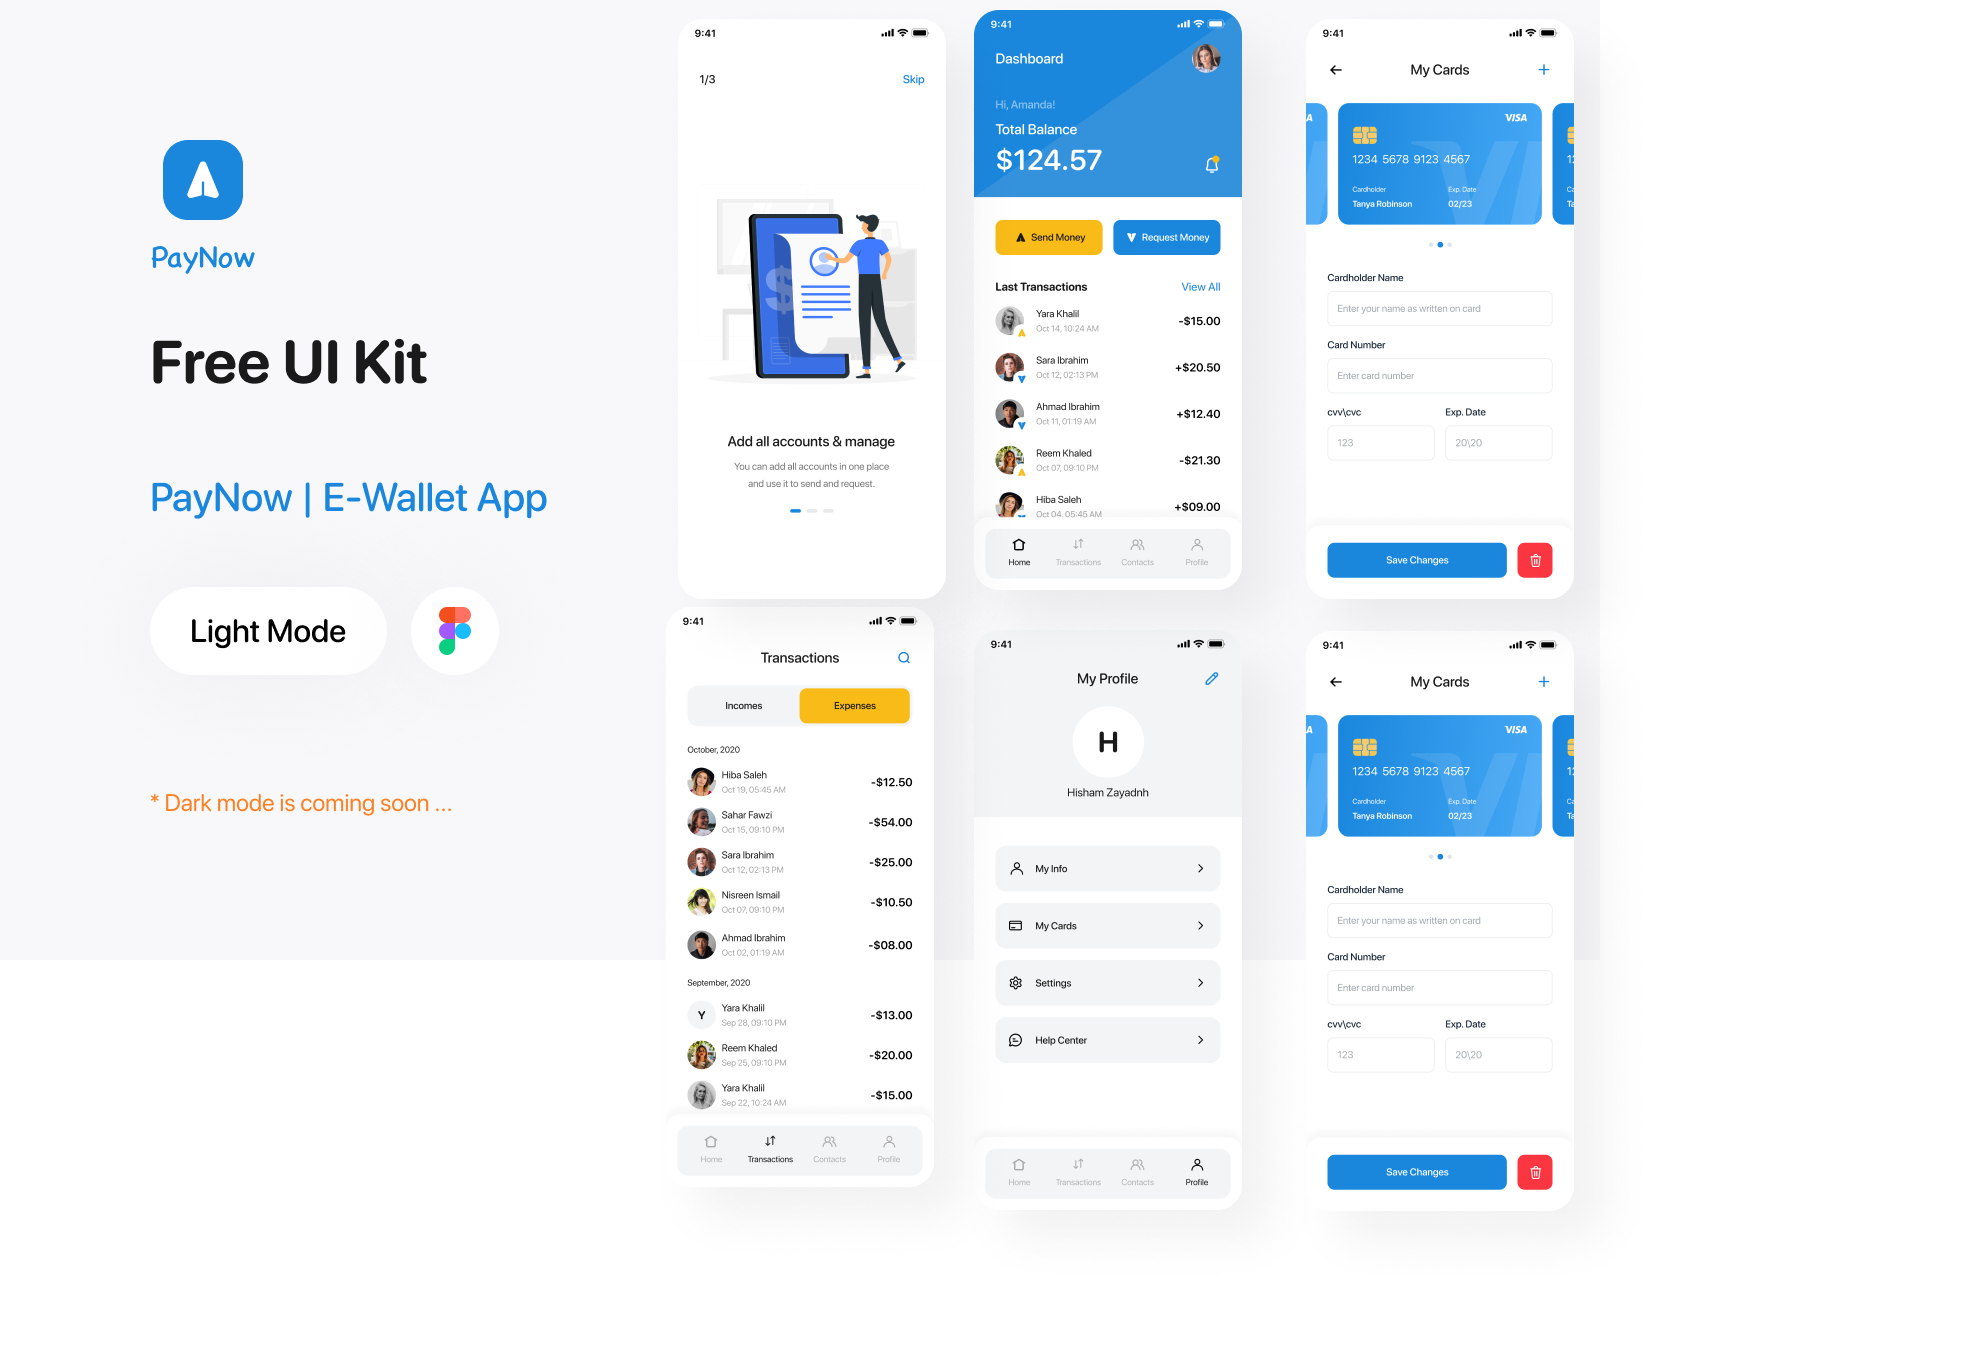 PayNow
Free UI Kit
PayNow | E-Wallet App
Light Mode
* Dark mode is coming soon ...
9:41
1/3
Skip
$
Add all accounts & manage
You can add all accounts in one place
and use it to send and request.
9:41
Dashboard
Hi, Amanda!
Total Balance
$124.57
Send Money
Request Money
Last Transactions
View All
Yara Khalil
-$15.00
Oct 14, 10:24 AM
Sara Ibrahim
+$20.50
Oct 12, 02:13 PM
Ahmad Ibrahim
+$12.40
Oct 11, 01:19 AM
Reem Khaled
-$21.30
Oct 07, 09:10 PM
Hiba Saleh
+$09.00
Oct 04, 05:45 AM
Home
Transactions
Contacts
Profile
9:41
My Cards
VISA
1234 5678 9123 4567
Cardholder
Exp. Date
Tanya Robinson
02/23
Cardholder Name
Enter your name as written on card
Card Number
Enter card number
cvv\cvc
Exp. Date
123
20\20
Save Changes
9:41
Transactions
Incomes
Expenses
October, 2020
Hiba Saleh
-$12.50
Oct 19, 05:45 AM
Sahar Fawzi
-$54.00
Oct 15, 09:10 PM
Sara Ibrahim
-$25.00
Oct 12, 02:13 PM
Nisreen Ismail
-$10.50
Oct 07, 09:10 PM
Ahmad Ibrahim
-$08.00
Oct 02, 01:19 AM
September, 2020
Y
Yara Khalil
-$13.00
Sep 28, 09:10 PM
Reem Khaled
-$20.00
Sep 25, 09:10 PM
Yara Khalil
-$15.00
Sep 22, 10:24 AM
Home
Transactions
Contacts
Profile
9:41
My Profile
H
Hisham Zayadnh
My Info
My Cards
Settings
Help Center
Home
Transactions
Contacts
Profile
9:41
My Cards
VISA
1234 5678 9123 4567
Cardholder
Exp. Date
Tanya Robinson
02/23
Cardholder Name
Enter your name as written on card
Card Number
Enter card number
cvv\cvc
Exp. Date
123
20\20
Save Changes